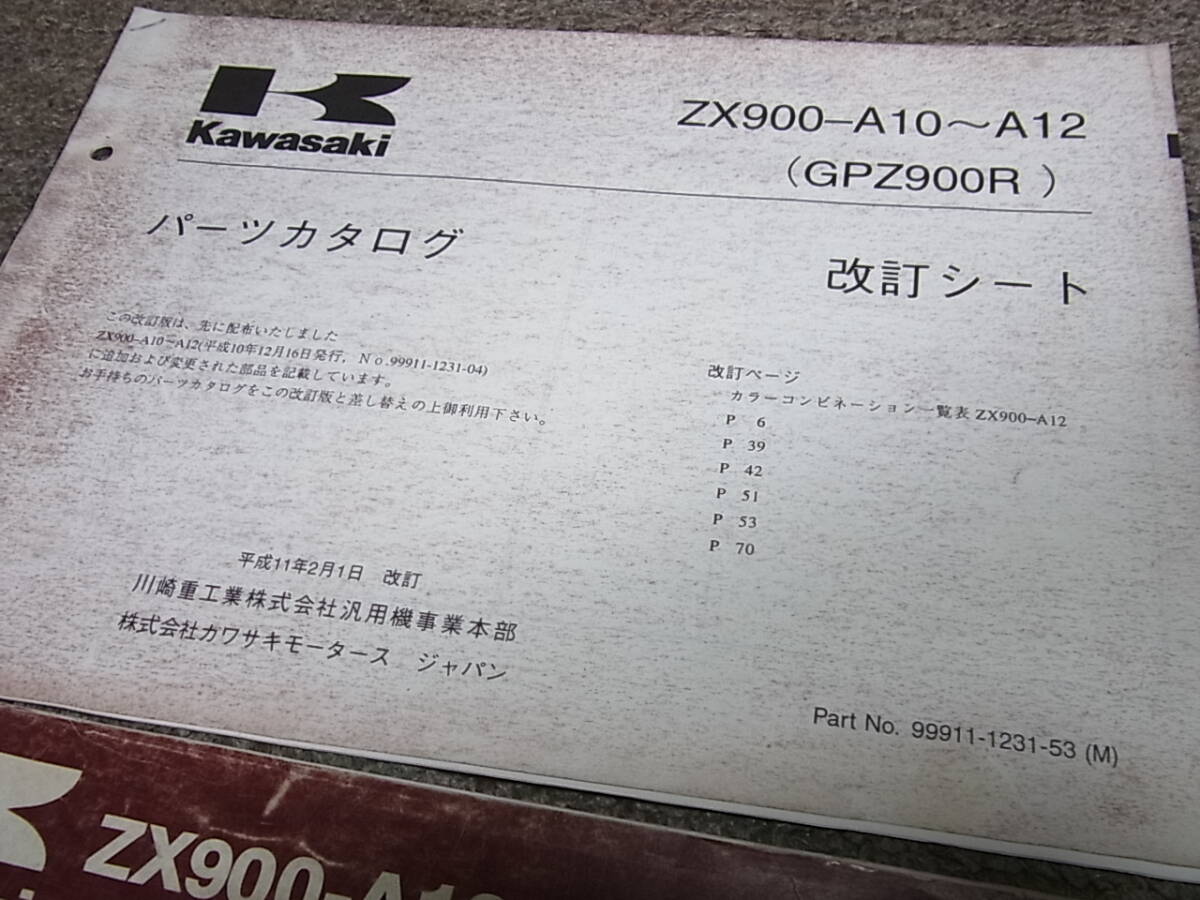 Kawasaki
ZX900-A10~A12
（GPZ900R ）
パーツカタログ
改訂シート
この改訂版は、先に配布いたしました
ZX900-A10~A12(平成10年12月16日発行, No.99911-1231-04)
に追加および変更された部品を記載しています。
お手持ちのパーツカタログをこの改訂版と差し替えの上御利用下さい。
改訂ページ
カラーコンビネーション一覧表 ZX900-A12
P 6
P 39
P 42
P 51
P 53
P 70
平成11年2月1日 改訂
川崎重工業株式会社汎用機事業本部
株式会社カワサキモータース ジャパン
Part No. 99911-1231-53 (M)